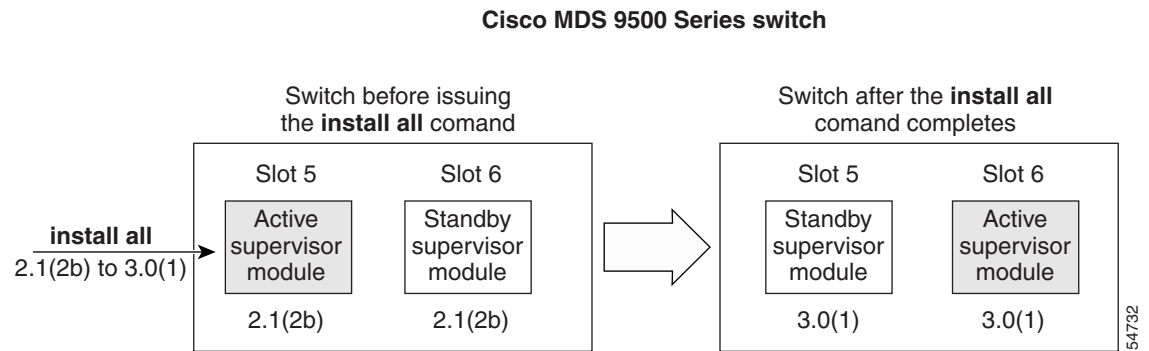 Cisco MDS 9500 Series switch
Switch before issuing
the install all comand
Switch after the install all
comand completes
Slot 5
Slot 6
Slot 5
Slot 6
install all
2.1(2b) to 3.0(1)
Active
supervisor
module
Standby
supervisor
module
Standby
supervisor
module
Active
supervisor
module
2.1(2b)
2.1(2b)
3.0(1)
3.0(1)
54732